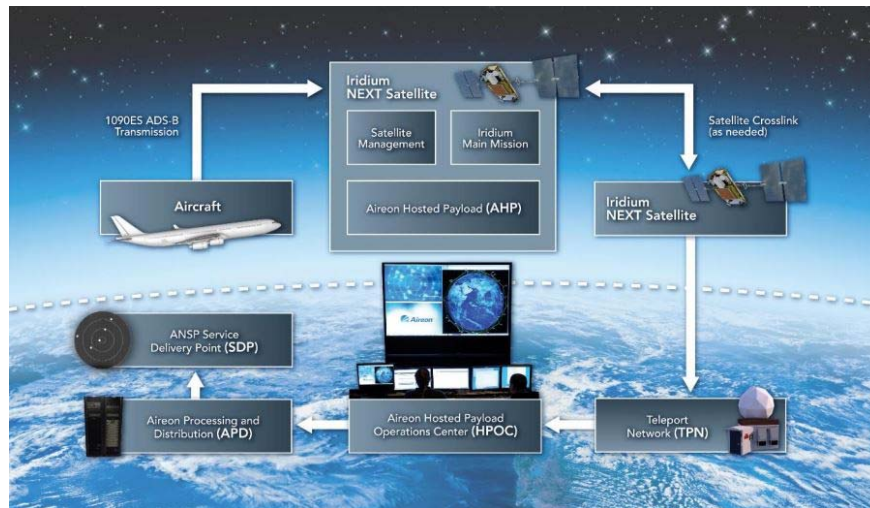 Iridium
NEXT Satellite
1090ES ADS-B
Transmission
Satellite
Management
Iridium
Main Mission
Satellite Crosslink
(as needed)
Aircraft
Aireon Hosted Payload (AHP)
Iridium
NEXT Satellite
Aireon
ANSP Service
Delivery Point (SDP)
Aireon Processing and
Distribution (APD)
Aireon Hosted Payload
Operations Center (HPOC)
Teleport
Network (TPN)